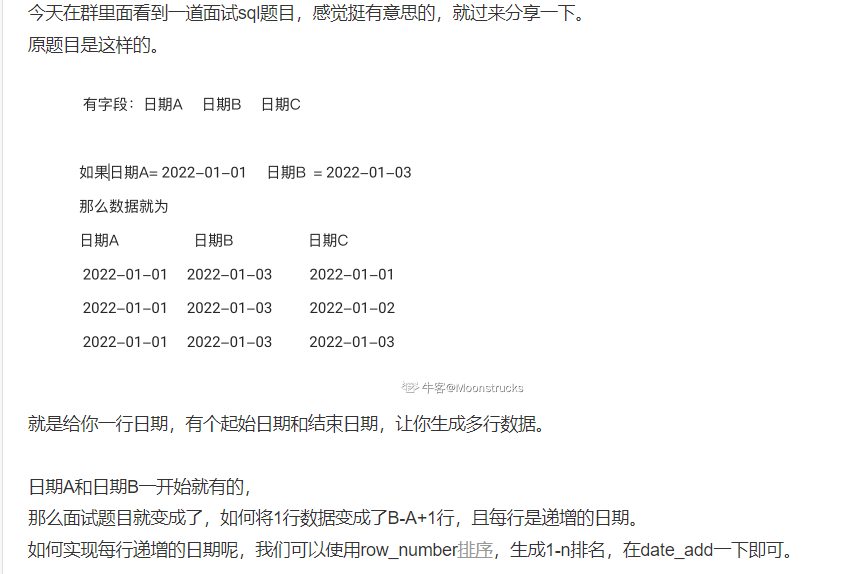 今天在群里面看到一道面试sql题目，感觉挺有意思的，就过来分享一下。
原题目是这样的。
有字段：日期A 日期B 日期C
如果日期A= 2022-01-01 日期B = 2022-01-03
那么数据就为
日期A 日期B 日期C
2022-01-01 2022-01-03 2022-01-01
2022-01-01 2022-01-03 2022-01-02
2022-01-01 2022-01-03 2022-01-03
牛客@Moonstrucks
就是给你一行日期，有个起始日期和结束日期，让你生成多行数据。
日期A和日期B一开始就有的，
那么面试题目就变成了，如何将1行数据变成了B-A+1行，且每行是递增的日期。
如何实现每行递增的日期呢，我们可以使用row_number排序，生成1-n排名，在date_add一下即可。